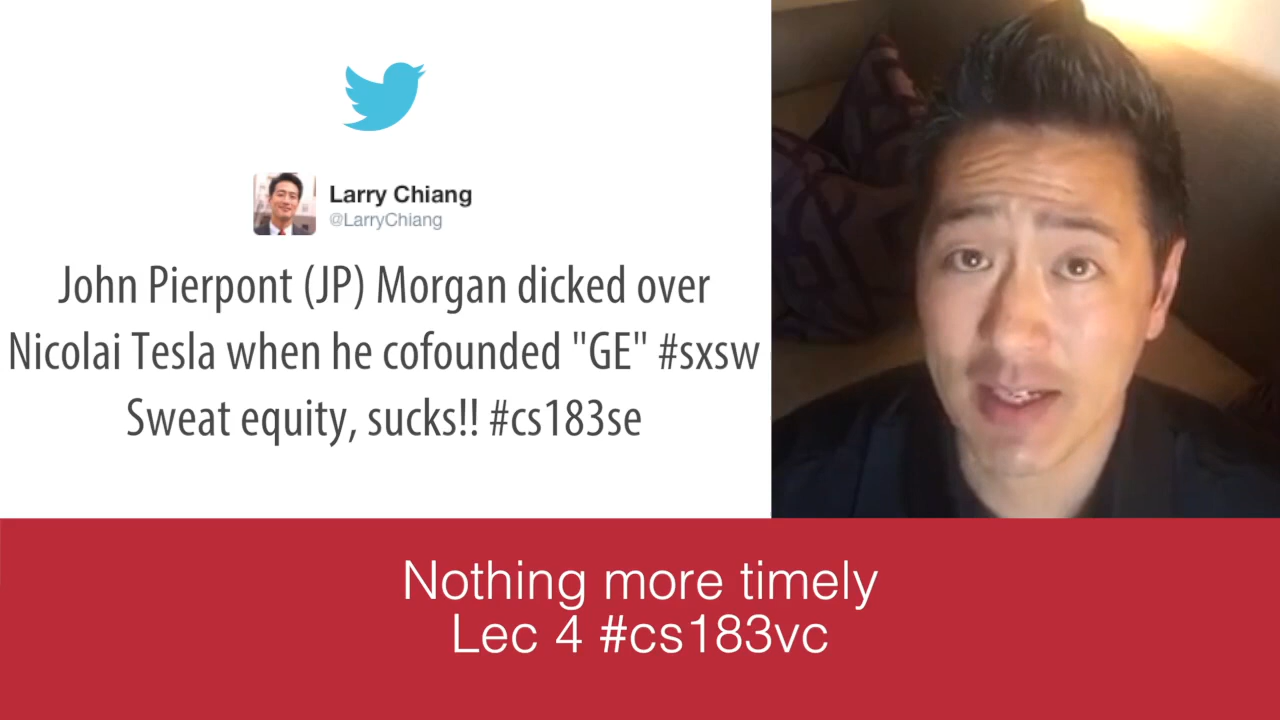 Larry Chiang
@LarryChiang
John Pierpont (JP) Morgan dicked over
Nicolai Tesla when he cofounded "GE" #sxsw
Sweat equity, sucks!! #cs183se
Nothing more timely
Lec 4 #cs183vc